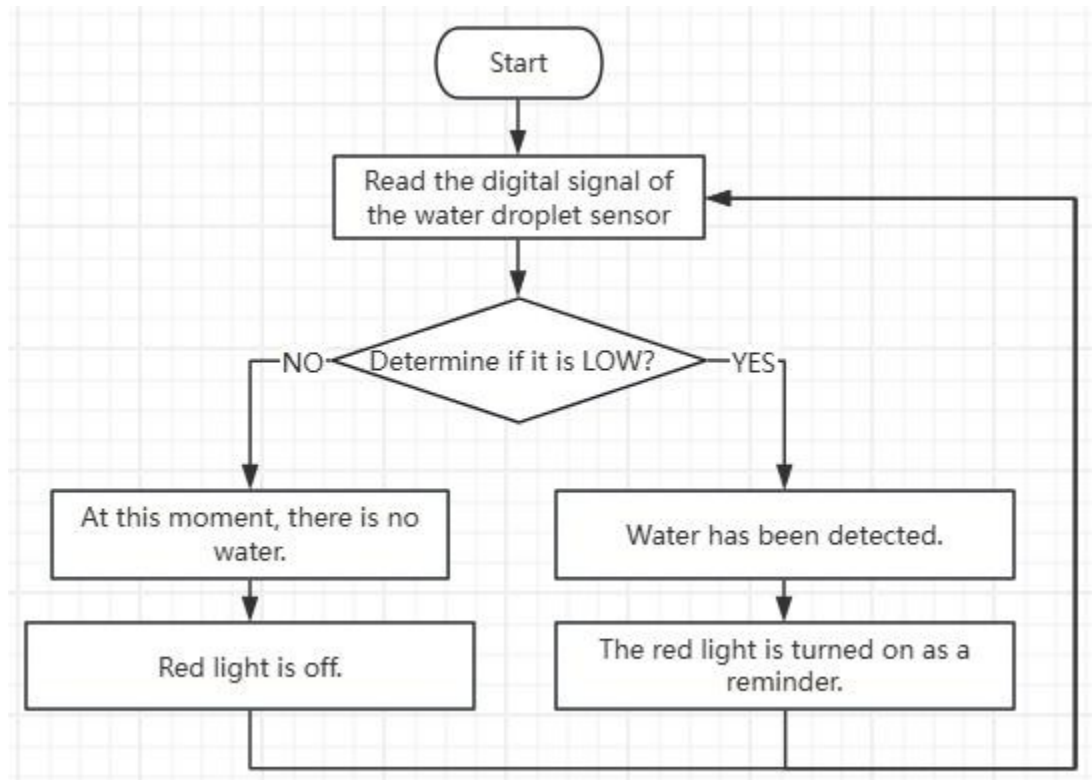 Start
Read the digital signal of
the water droplet sensor
NO
Determine if it is LOW?
YES
At this moment, there is no
water.
Water has been detected.
Red light is off.
The red light is turned on as a
reminder.